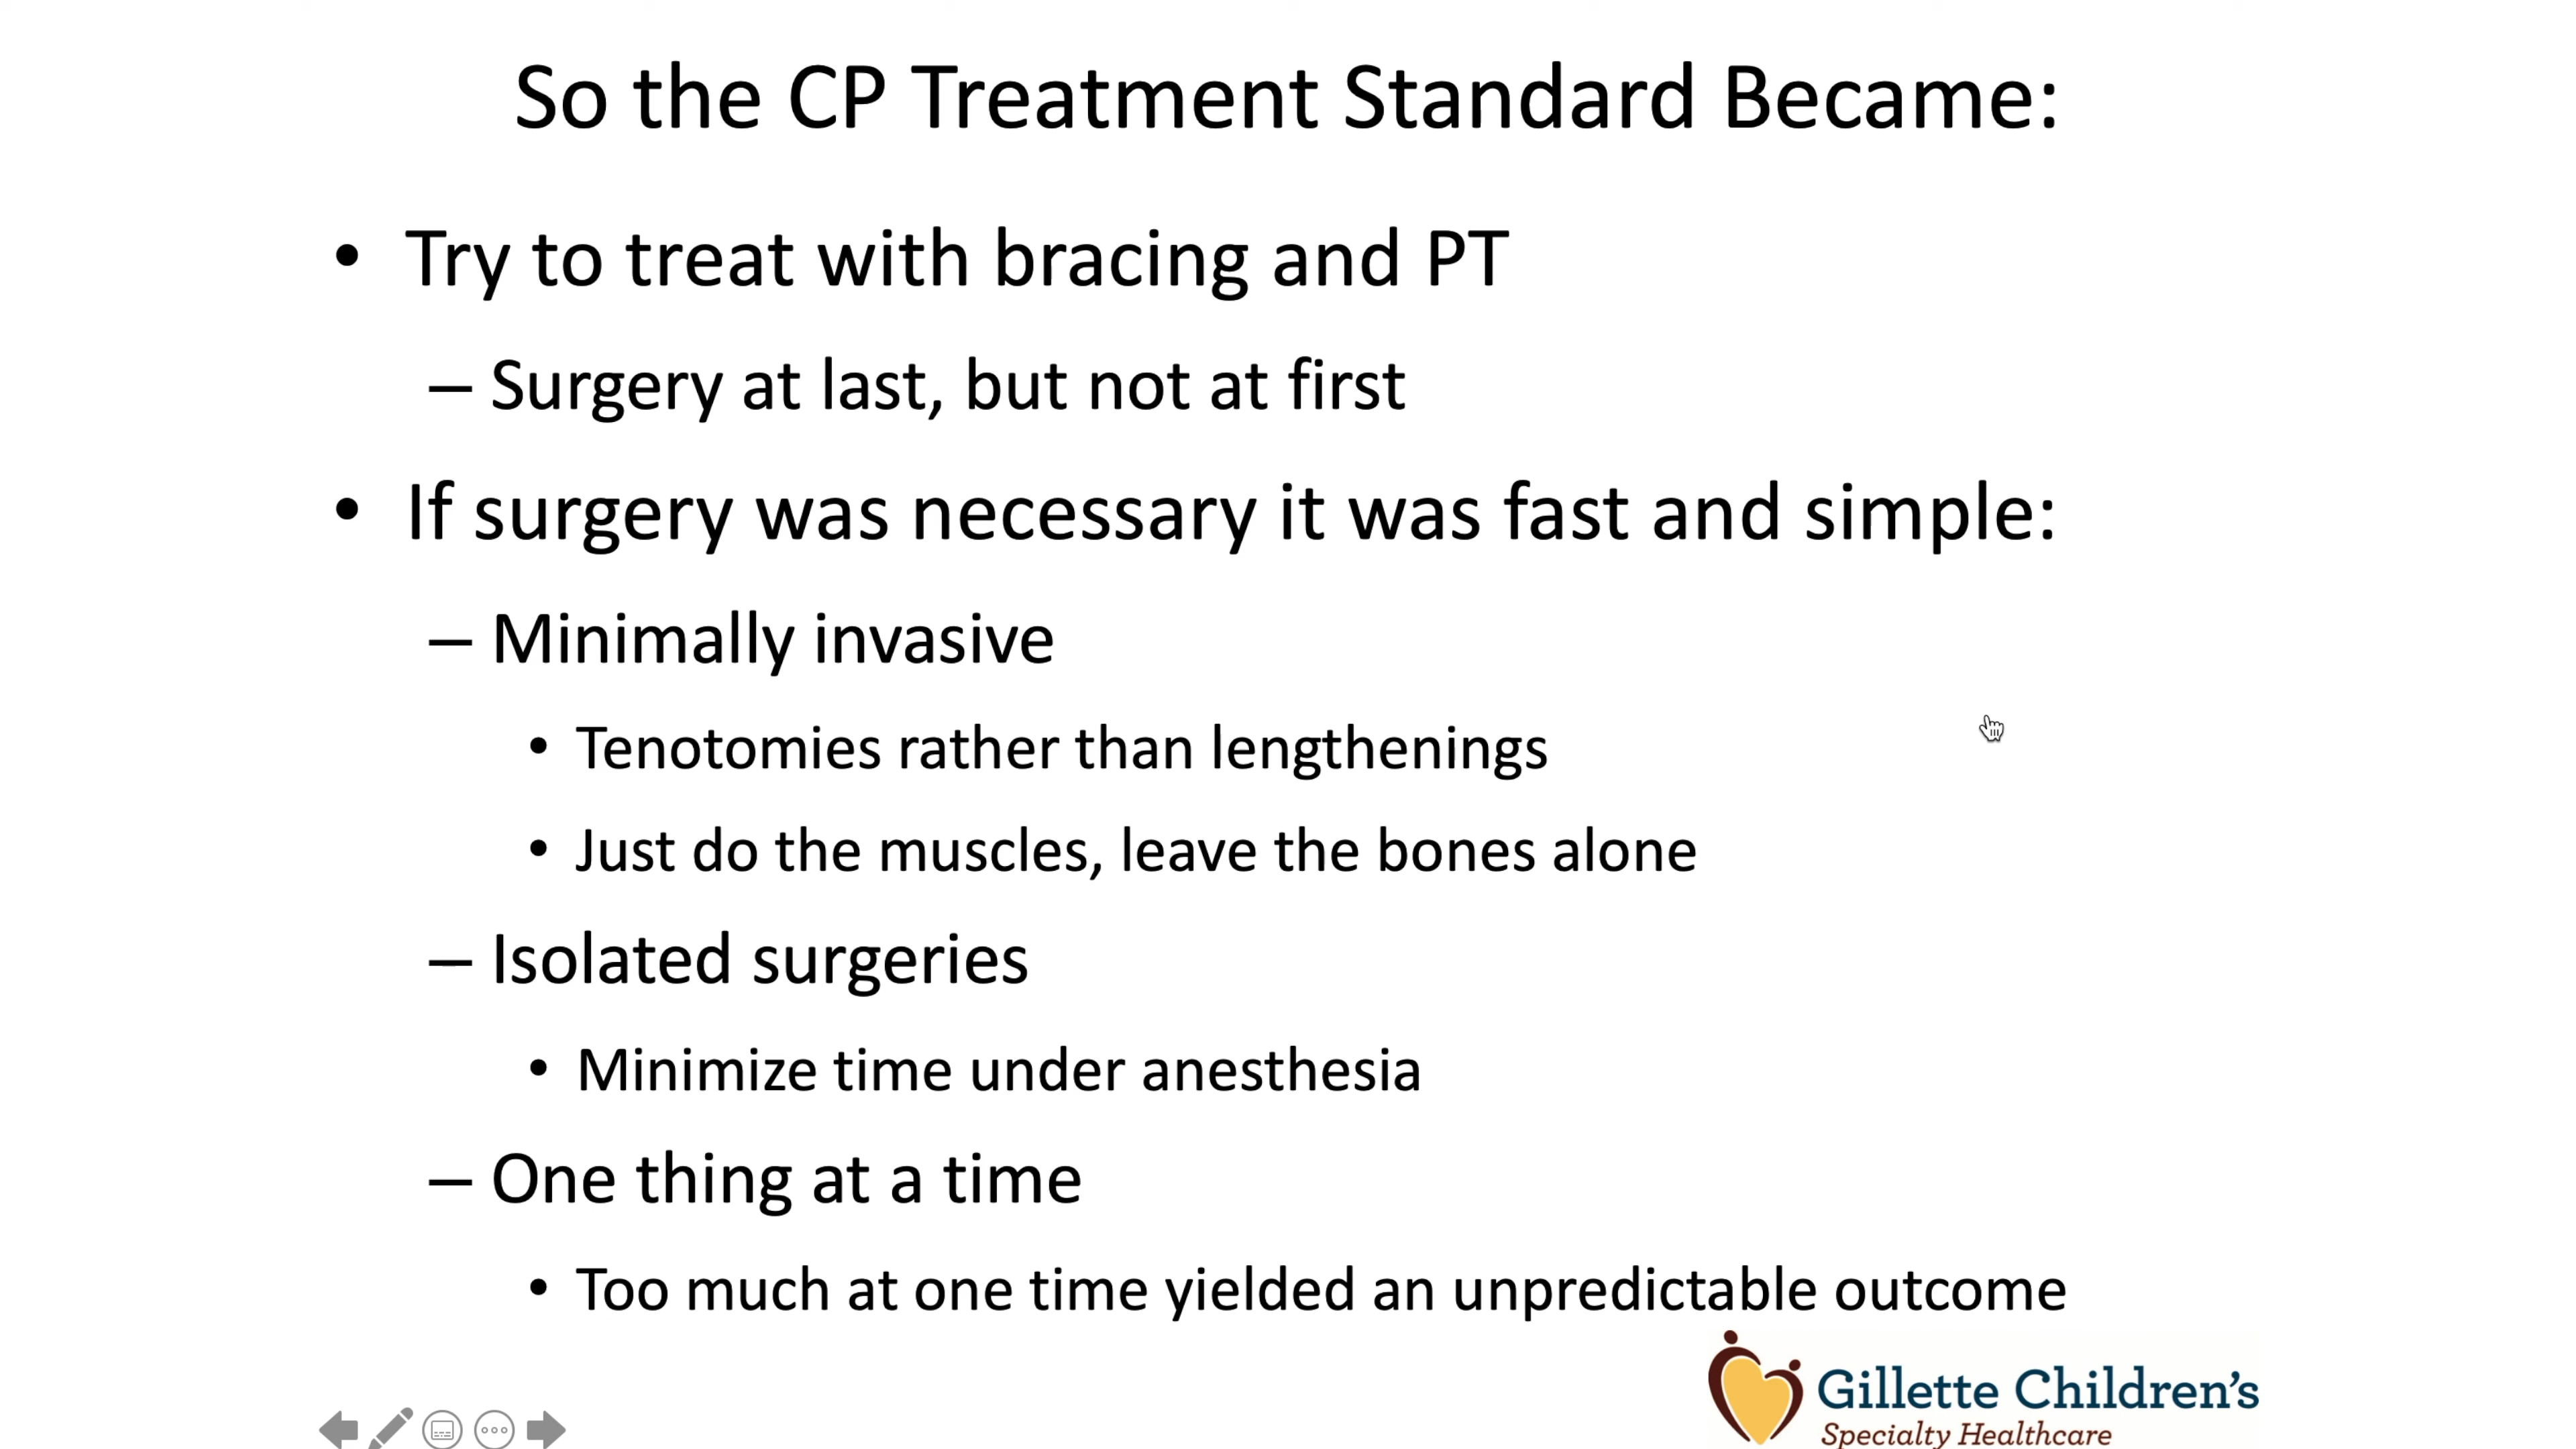 So the CP Treatment Standard Became:
• Try to treat with bracing and PT
– Surgery at last, but not at first
• If surgery was necessary it was fast and simple:
– Minimally invasive
• Tenotomies rather than lengthenings
• Just do the muscles, leave the bones alone
– Isolated surgeries
• Minimize time under anesthesia
– One thing at a time
• Too much at one time yielded an unpredictable outcome
Gillette Children's
Specialty Healthcare